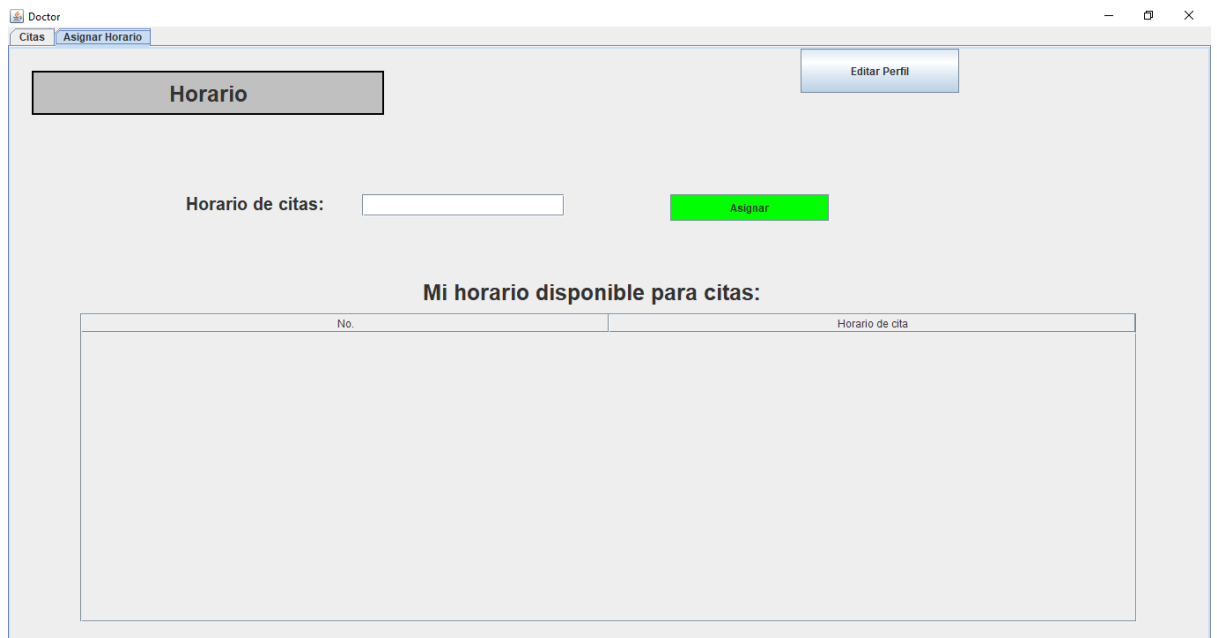 Doctor
Citas Asignar Horario
Editar Perfil
Horario
Horario de citas: Asignar
Mi horario disponible para citas:
No. Horario de cita